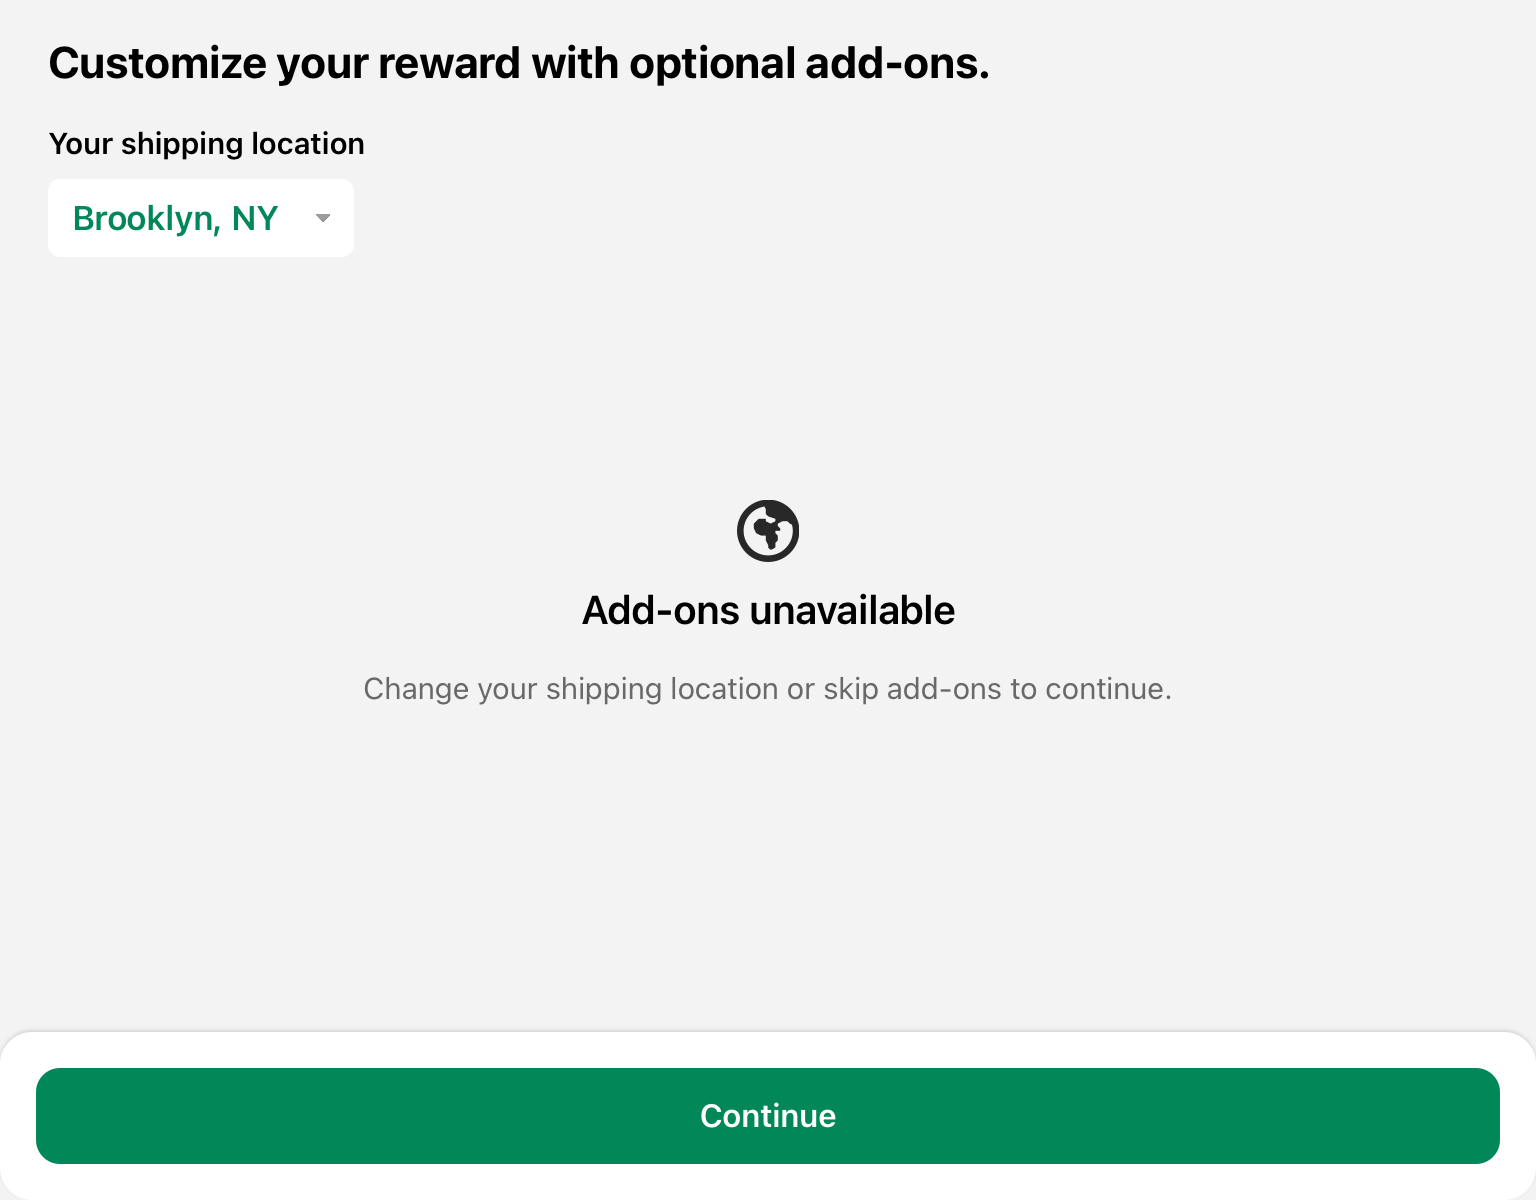 Customize your reward with optional add-ons.
Your shipping location
Brooklyn, NY
Add-ons unavailable
Change your shipping location or skip add-ons to continue.
Continue